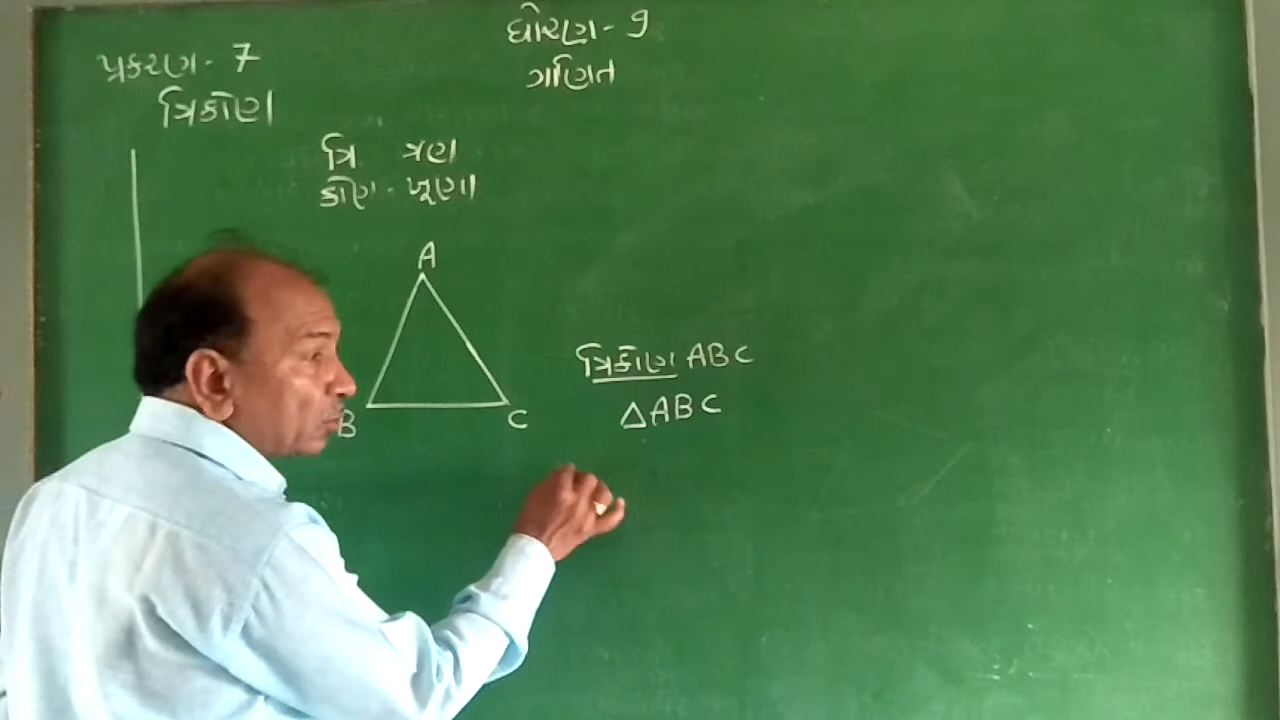 ધોરણ - 9
ગણિત
પ્રકરણ - 7
ત્રિકોણ
ત્રિ ત્રણ
કોણ - ખૂણા
A
B
C
ત્રિકોણ ABC
△ABC